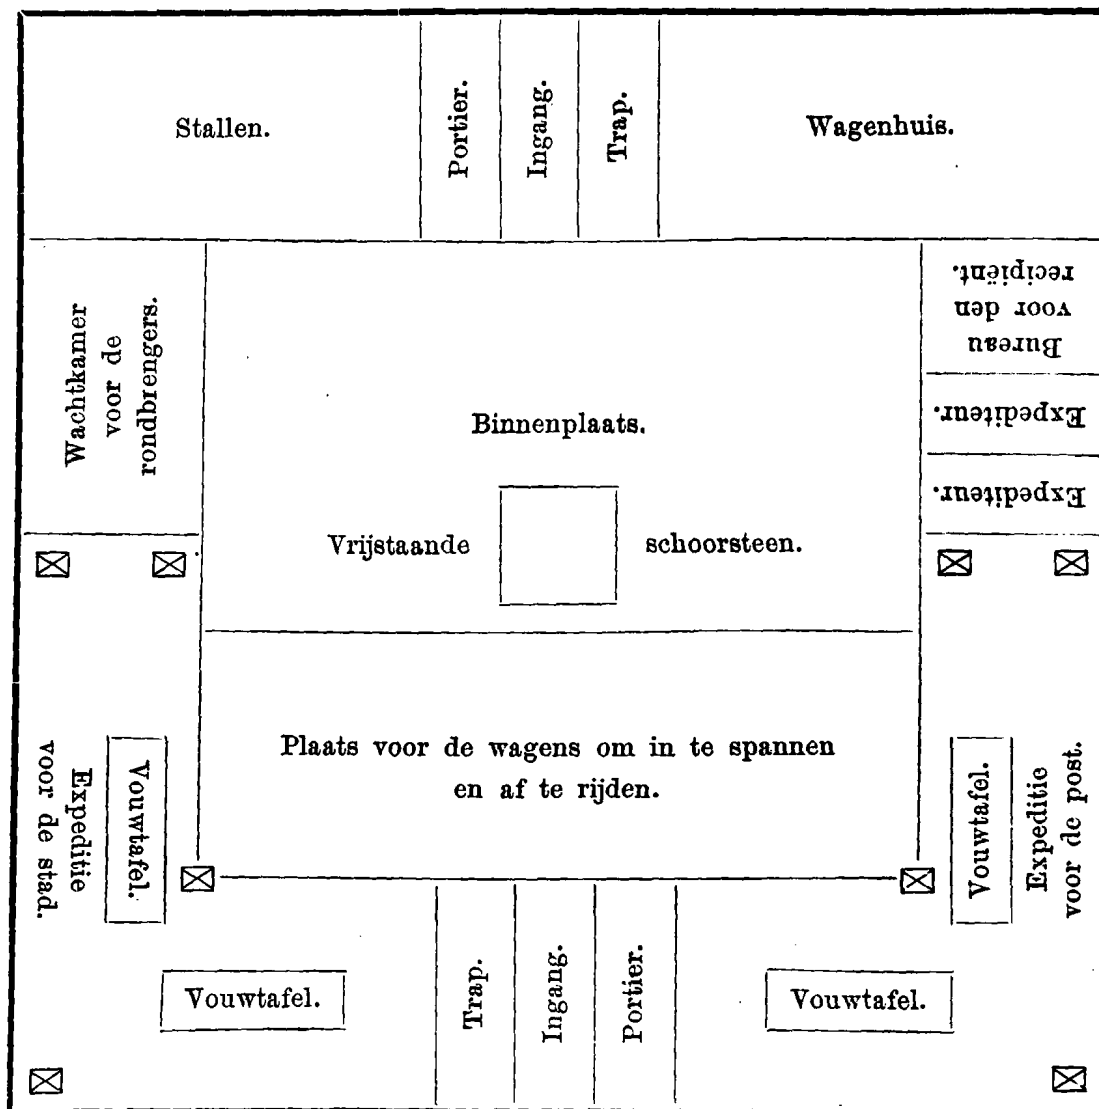 Stallen.
Portier.
Ingang.
Trap.
Wagenhuis.
Wachtkamer
voor de
rondbrengers.
Bureau
voor den
recipiënt.
Expediteur.
Expediteur.
Binnenplaats.
Vrijstaande schoorsteen.
Plaats voor de wagens om in te spannen
en af te rijden.
Vouwtafel.
Expeditie
voor de stad.
Vouwtafel.
Expeditie
voor de post.
Vouwtafel.
Trap.
Ingang.
Portier.
Vouwtafel.